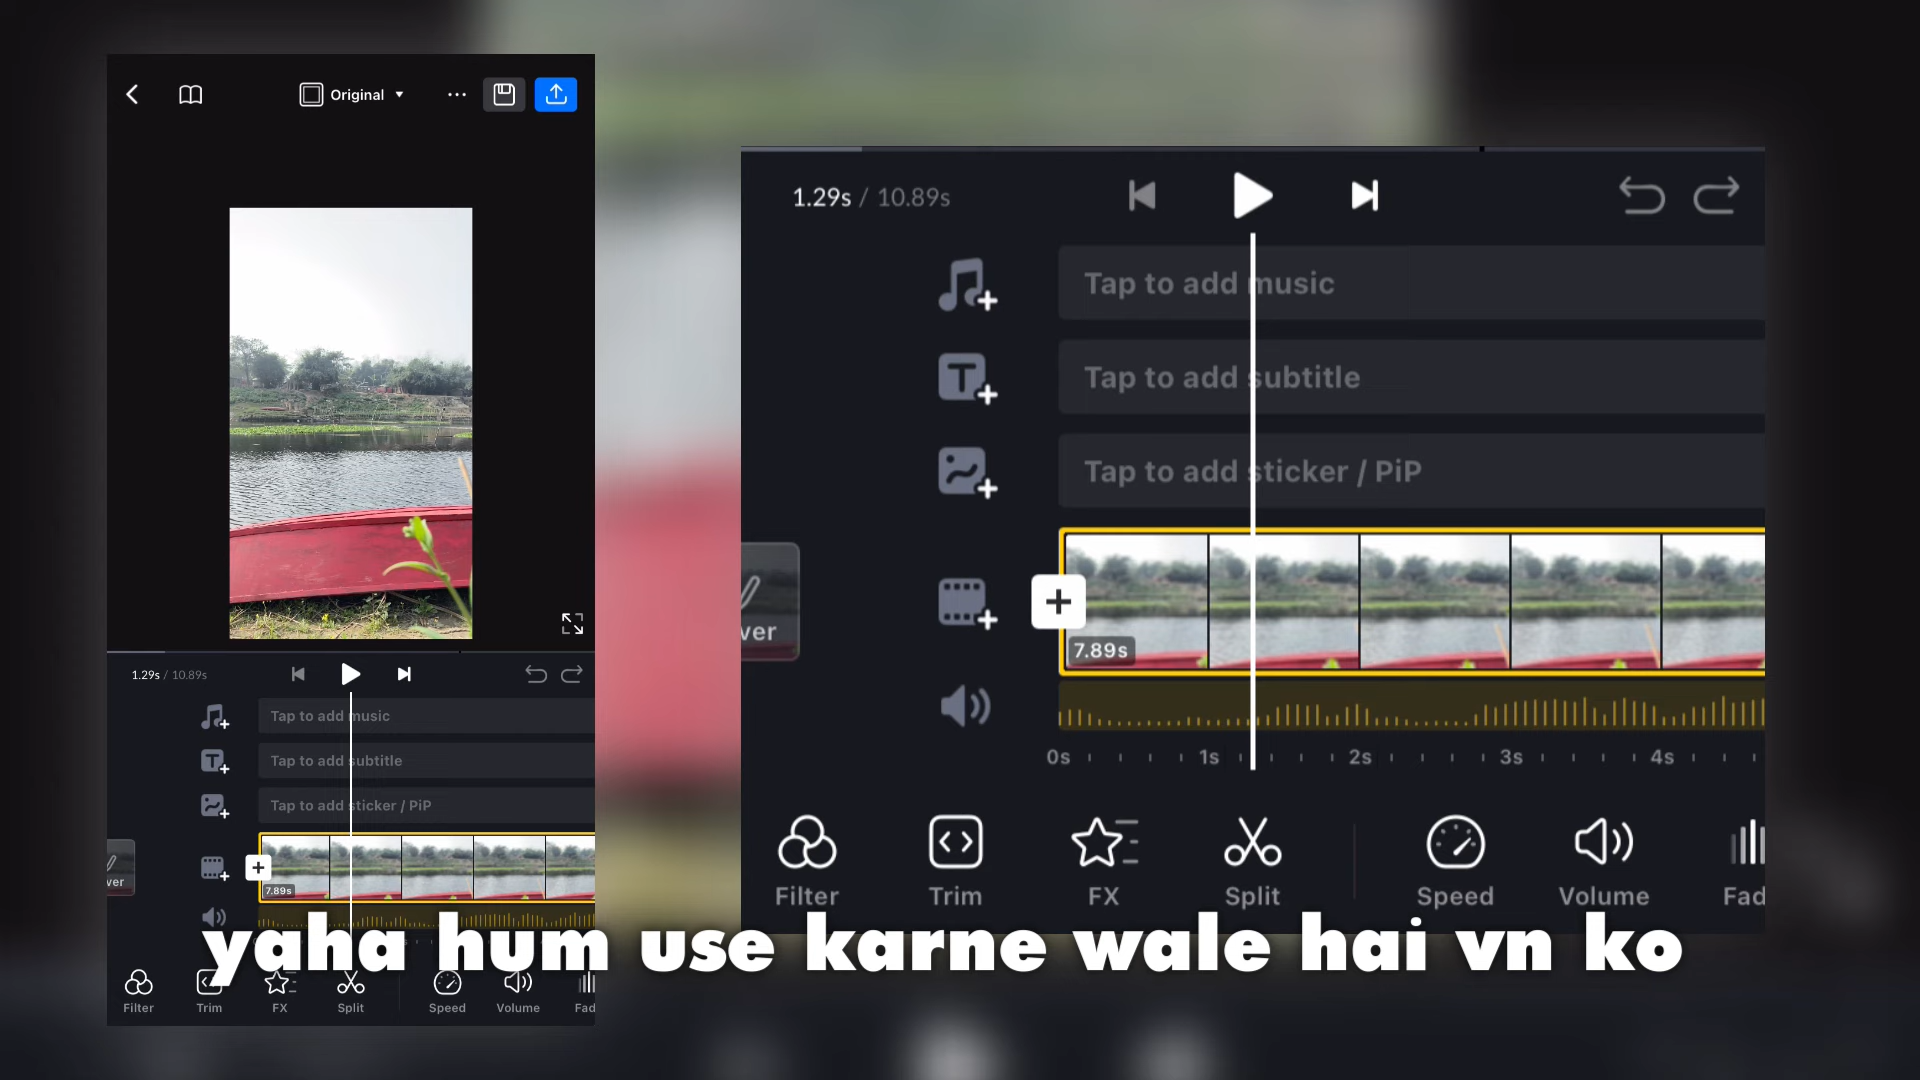 Original
1.29s / 10.89s
Tap to add music
Tap to add subtitle
Tap to add sticker / PiP
ver
7.89s
Filter Trim FX Split Speed Volume Fad
1.29s / 10.89s
Tap to add music
Tap to add subtitle
Tap to add sticker / PiP
ver
7.89s
0s 1s 2s 3s 4s
Filter Trim FX Split Speed Volume Fad
yaha hum use karne wale hai vn ko